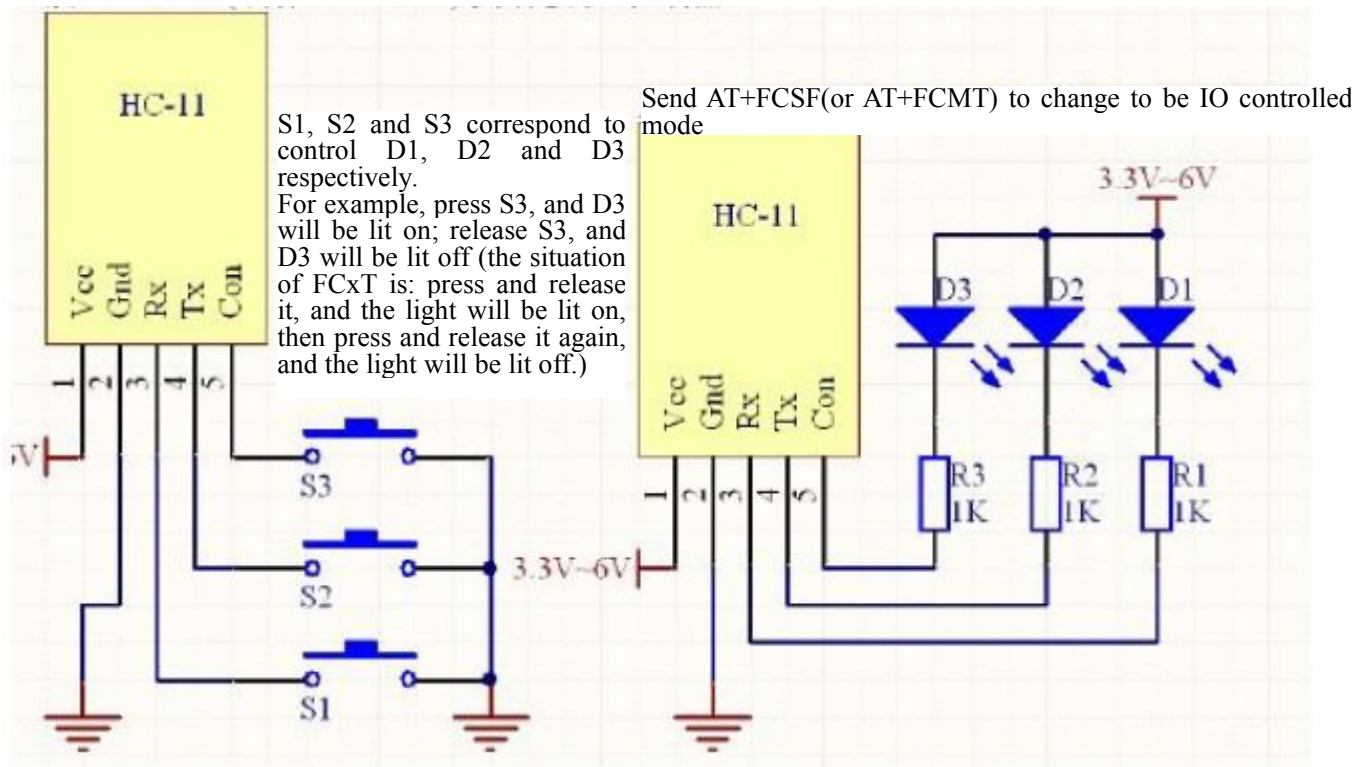 HC-11
Vcc
Gnd
Rx
Tx
Con
1
2
3
4
5
S3
S2
S1
S1, S2 and S3 correspond to
control D1, D2 and D3
respectively.
For example, press S3, and D3
will be lit on; release S3, and
D3 will be lit off (the situation
of FCxT is: press and release
it, and the light will be lit on,
then press and release it again,
and the light will be lit off.)
Send AT+FCSF(or AT+FCMT) to change to be IO controlled
mode
HC-11
Vcc
Gnd
Rx
Tx
Con
1
2
3
4
5
3.3V~6V
3.3V~6V
D3
D2
D1
R3
1K
R2
1K
R1
1K